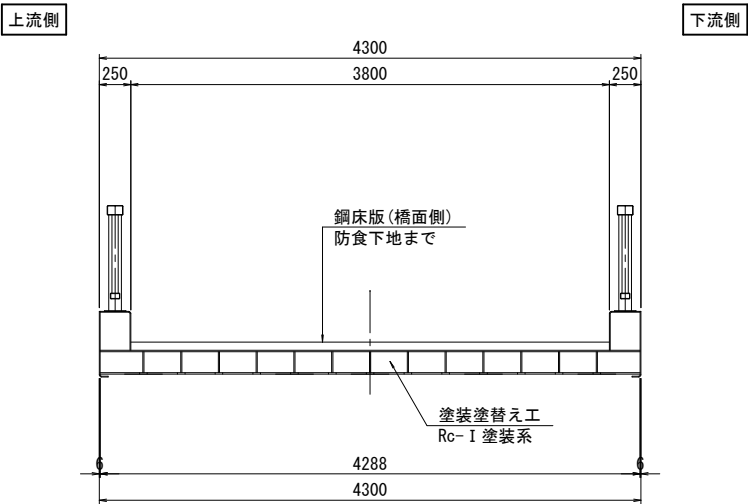 上流側
下流側
4300
250
3800
250
鋼床版(橋面側)
防食下地まで
塗装塗替え工
Rc-Ⅰ塗装系
6
4288
6
4300